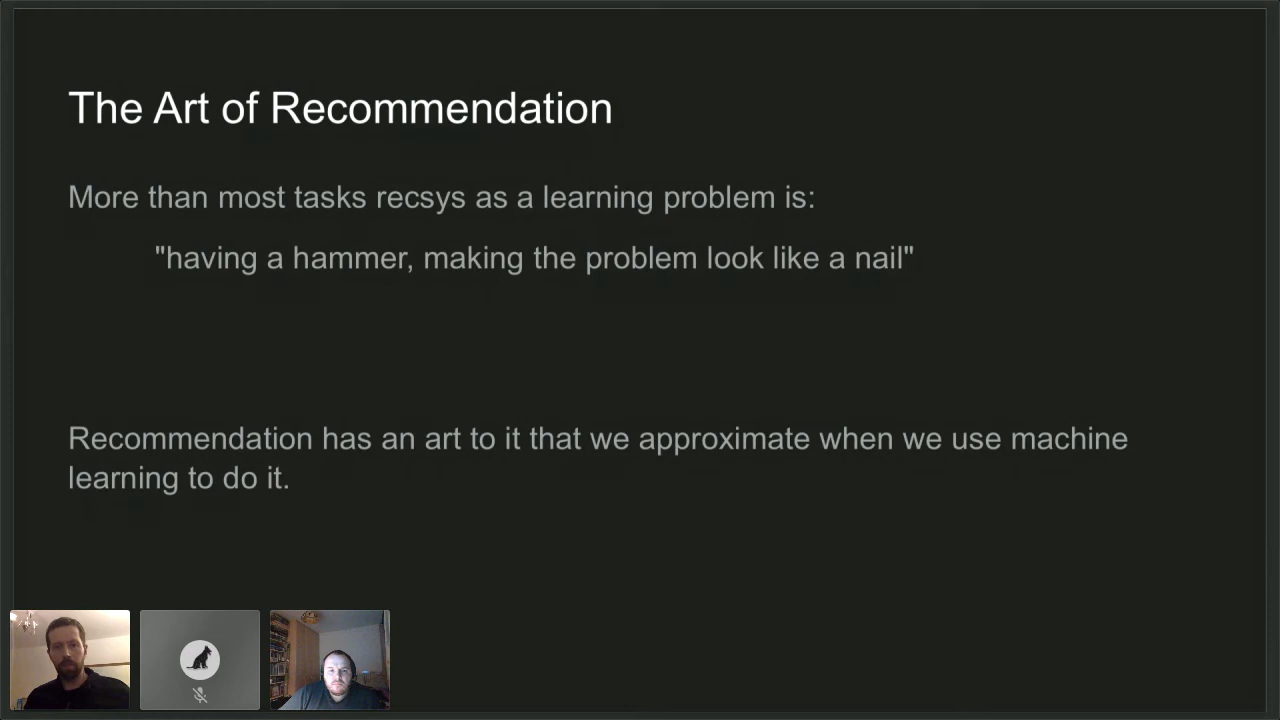 The Art of Recommendation
More than most tasks recsys as a learning problem is:
"having a hammer, making the problem look like a nail"
Recommendation has an art to it that we approximate when we use machine
learning to do it.